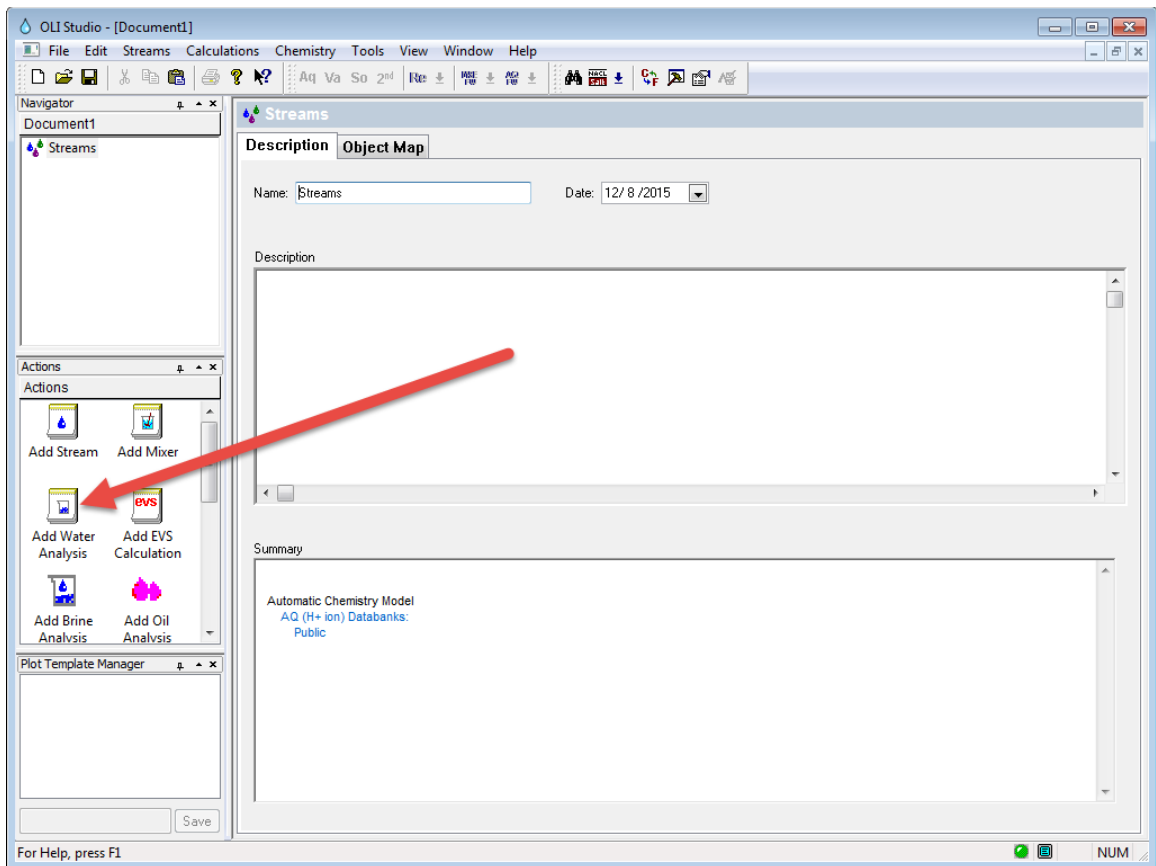 OLI Studio - [Document1]
File Edit Streams Calculations Chemistry Tools View Window Help
Aq Va So 2nd
Navigator
Document1
Streams
Streams
Description Object Map
Name: Streams Date: 12/ 8 /2015
Description
Actions
Actions
Add Stream Add Mixer
evs
Add Water Add EVS
Analysis Calculation
Add Brine Add Oil
Analysis Analysis
Summary
Automatic Chemistry Model
AQ (H+ ion) Databanks:
Public
Plot Template Manager
Save
For Help, press F1 NUM